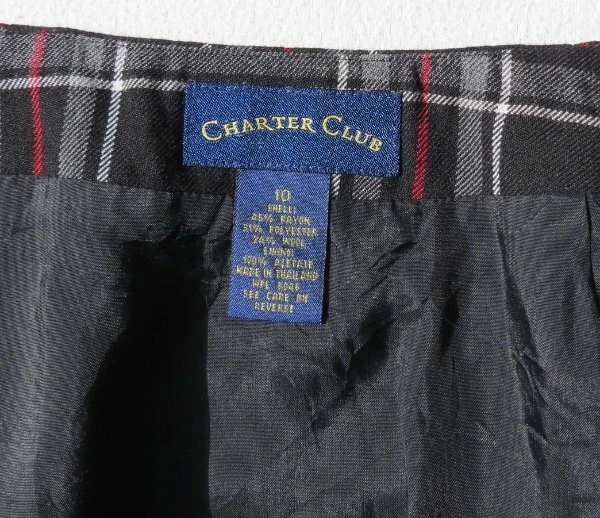 CHARTER CLUB
10
SHELL:
45% RAYON
31% POLYESTER
24% WOOL
LINING:
100% ACETATE
MADE IN THAILAND
WPL 8046
SEE CARE ON
REVERSE